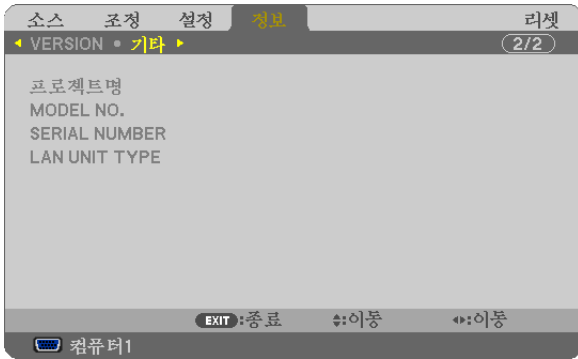 소스 조정 설정 정보 리셋
◀ VERSION ● 기타 ▶ 2/2
프로젝트명
MODEL NO.
SERIAL NUMBER
LAN UNIT TYPE
EXIT:종료 ◆:이동 ◀▶:이동
컴퓨터1